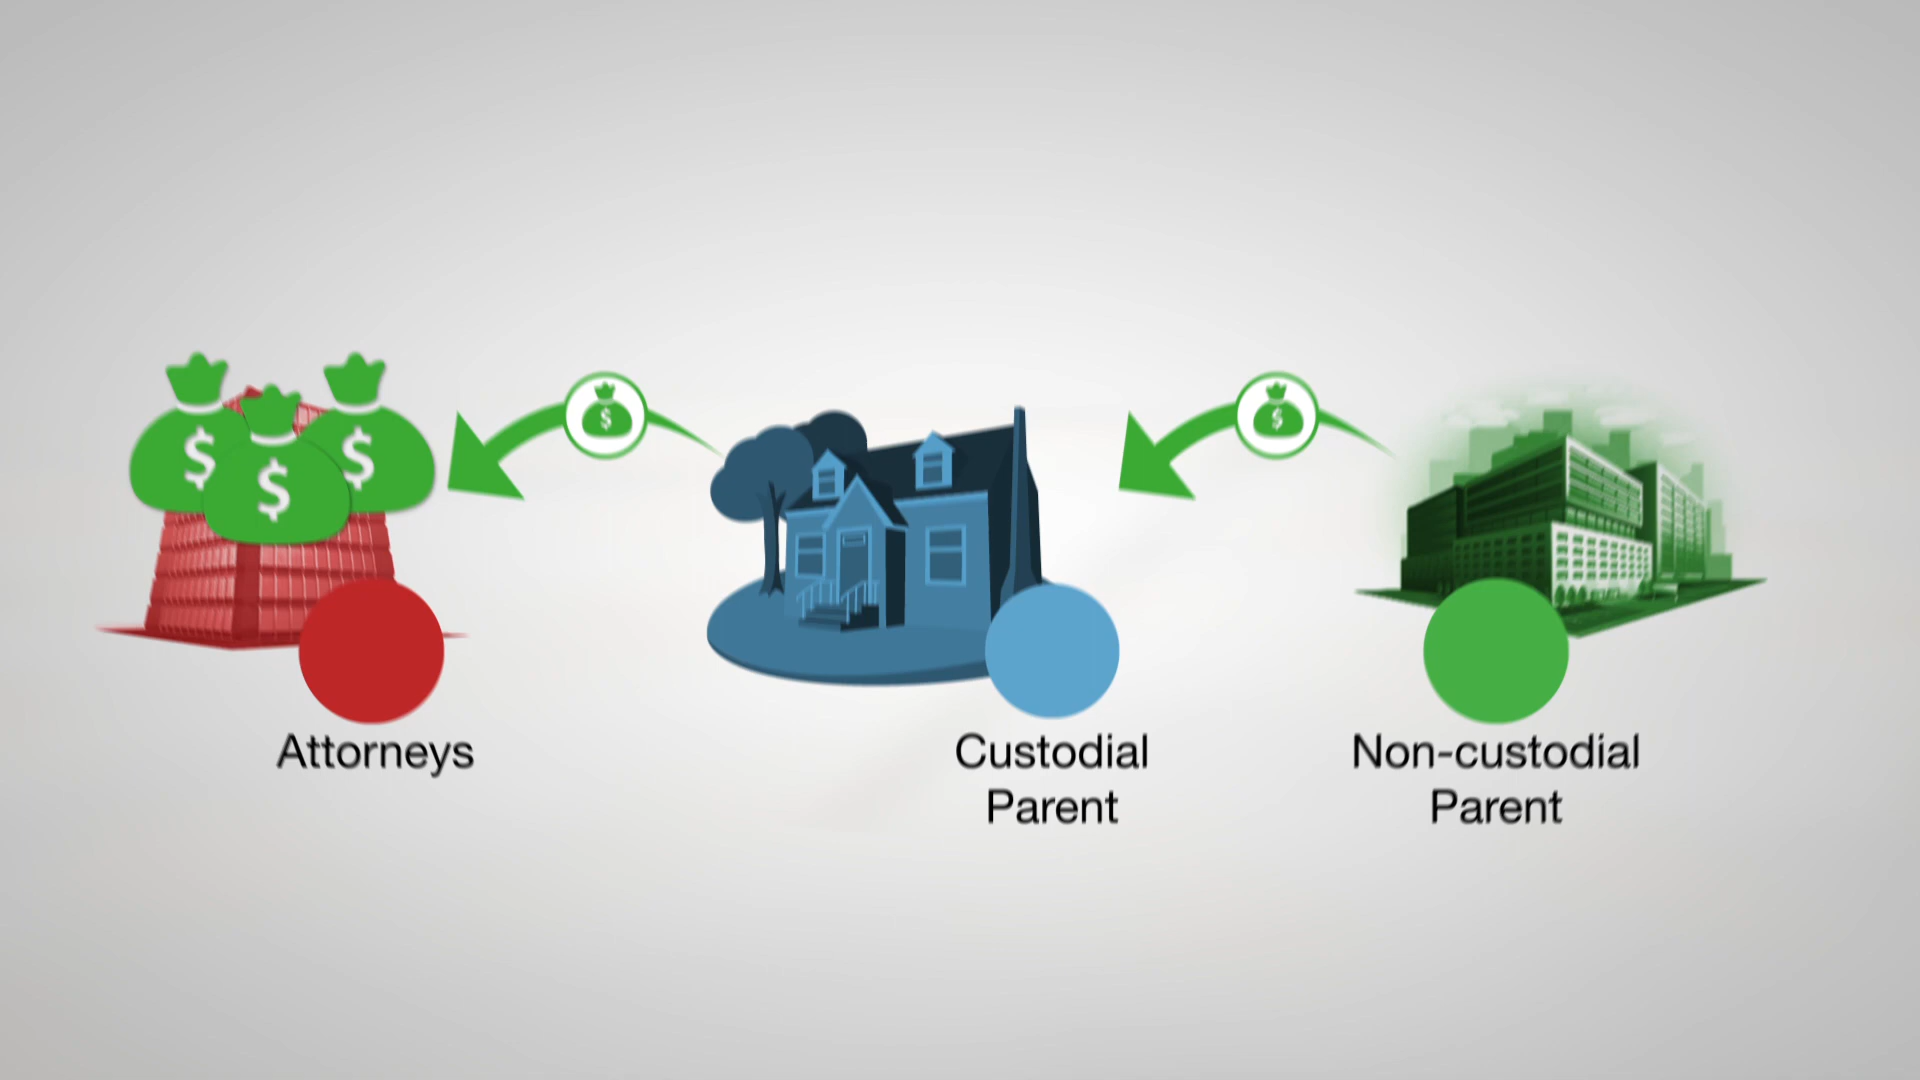 $ $ $
$
$
Attorneys
Custodial
Parent
Non-custodial
Parent